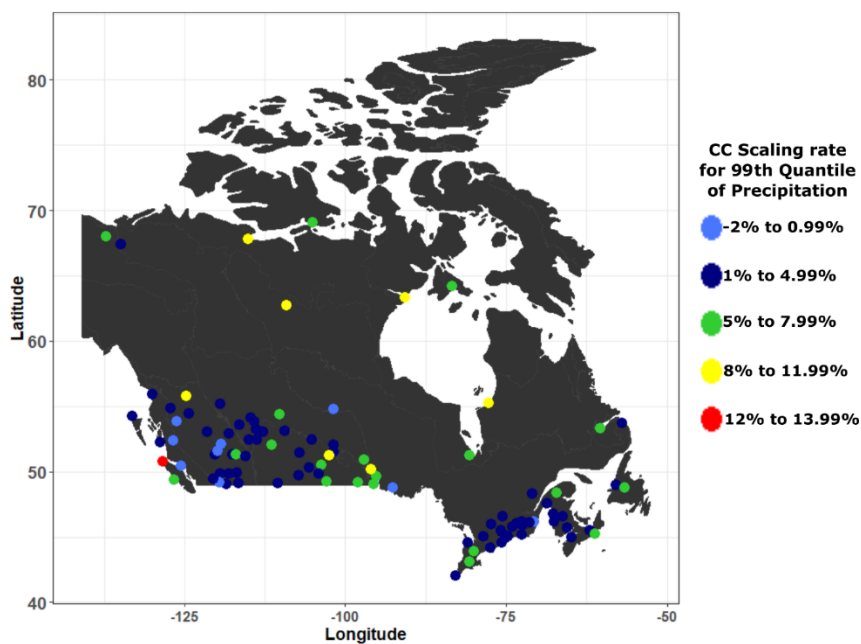 80
70
60
50
40
-125
-100
-75
-50
Latitude
Longitude
CC Scaling rate
for 99th Quantile
of Precipitation
-2% to 0.99%
1% to 4.99%
5% to 7.99%
8% to 11.99%
12% to 13.99%